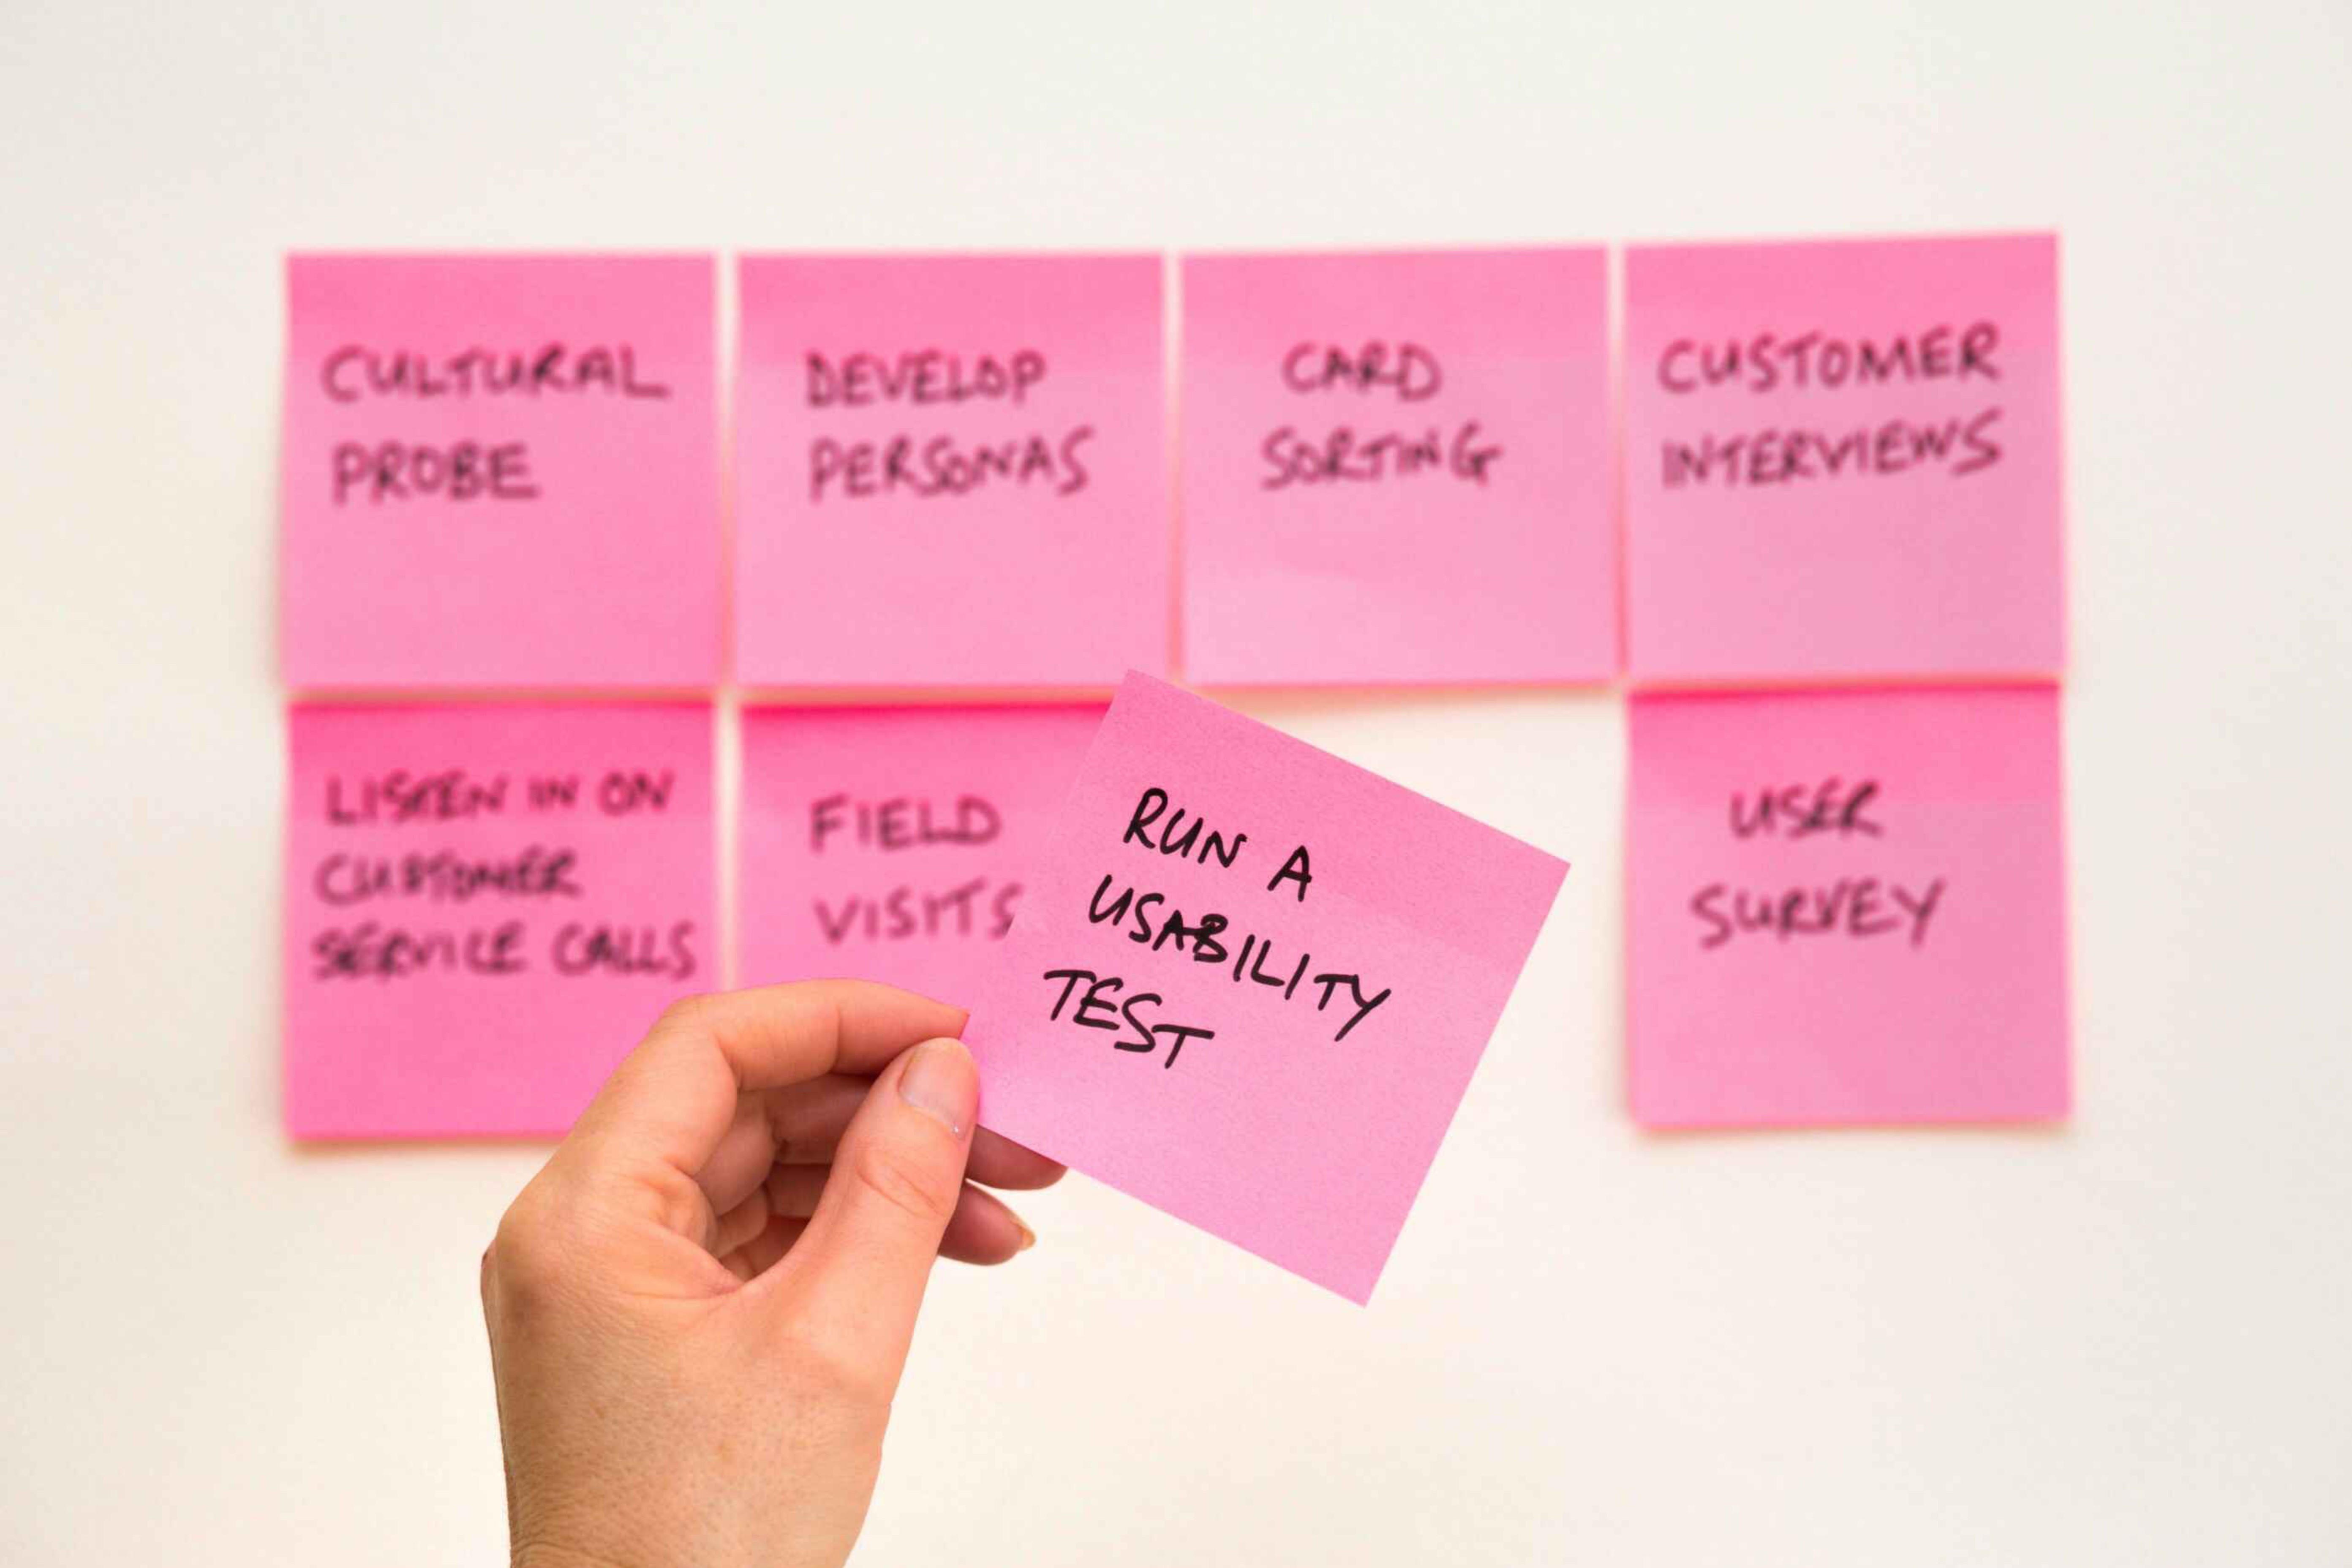 CULTURAL
PROBE
DEVELOP
PERSONAS
CARD
SORTING
CUSTOMER
INTERVIEWS
LISTEN IN ON
CUSTOMER
SERVICE CALLS
FIELD
VISITS
RUN A
USABILITY
TEST
USER
SURVEY